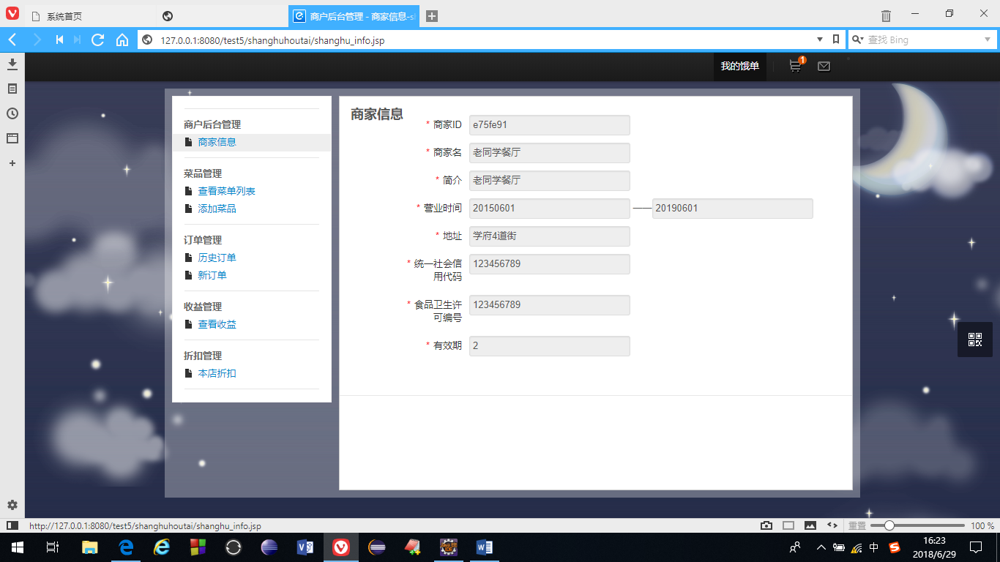 系统首页
商户后台管理 - 商家信息-s
127.0.0.1:8080/test5/shanghuhoutai/shanghu_info.jsp
查找 Bing
我的饿单
1
商户后台管理
商家信息
菜品管理
查看菜单列表
添加菜品
订单管理
历史订单
新订单
收益管理
查看收益
折扣管理
本店折扣
商家信息
* 商家ID e75fe91
* 商家名 老同学餐厅
* 简介 老同学餐厅
* 营业时间 20150601 —— 20190601
* 地址 学府4道街
* 统一社会信
用代码 123456789
* 食品卫生许
可编号 123456789
* 有效期 2
http://127.0.0.1:8080/test5/shanghuhoutai/shanghu_info.jsp
重置
100 %
中
16:23
2018/6/29